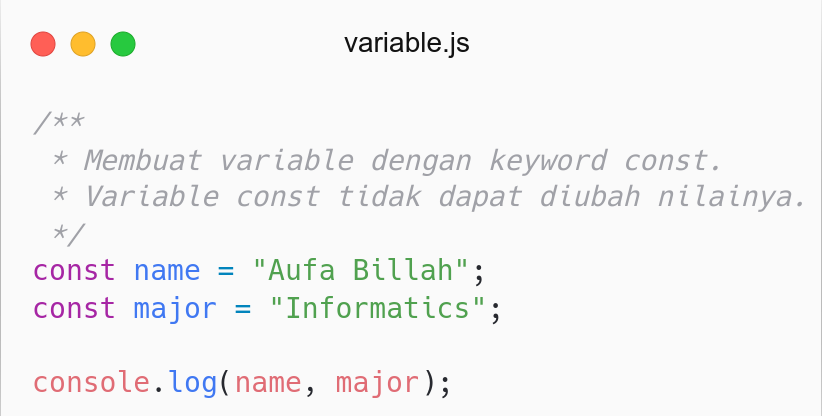 variable.js
/**
 * Membuat variable dengan keyword const.
 * Variable const tidak dapat diubah nilainya.
 */
const name = "Aufa Billah";
const major = "Informatics";

console.log(name, major);